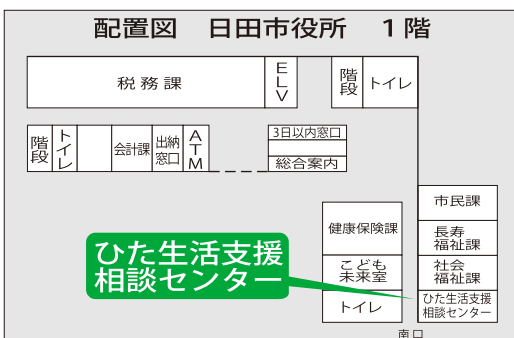 配置図　日田市役所　１階
税務課
ELV
階段
トイレ
階段
トイレ
会計課
出納
窓口
ATM
3日以内窓口
総合案内
市民課
健康保険課
長寿
福祉課
ひた生活支援
相談センター
こども
未来室
社会
福祉課
トイレ
ひた生活支援
相談センター
南口